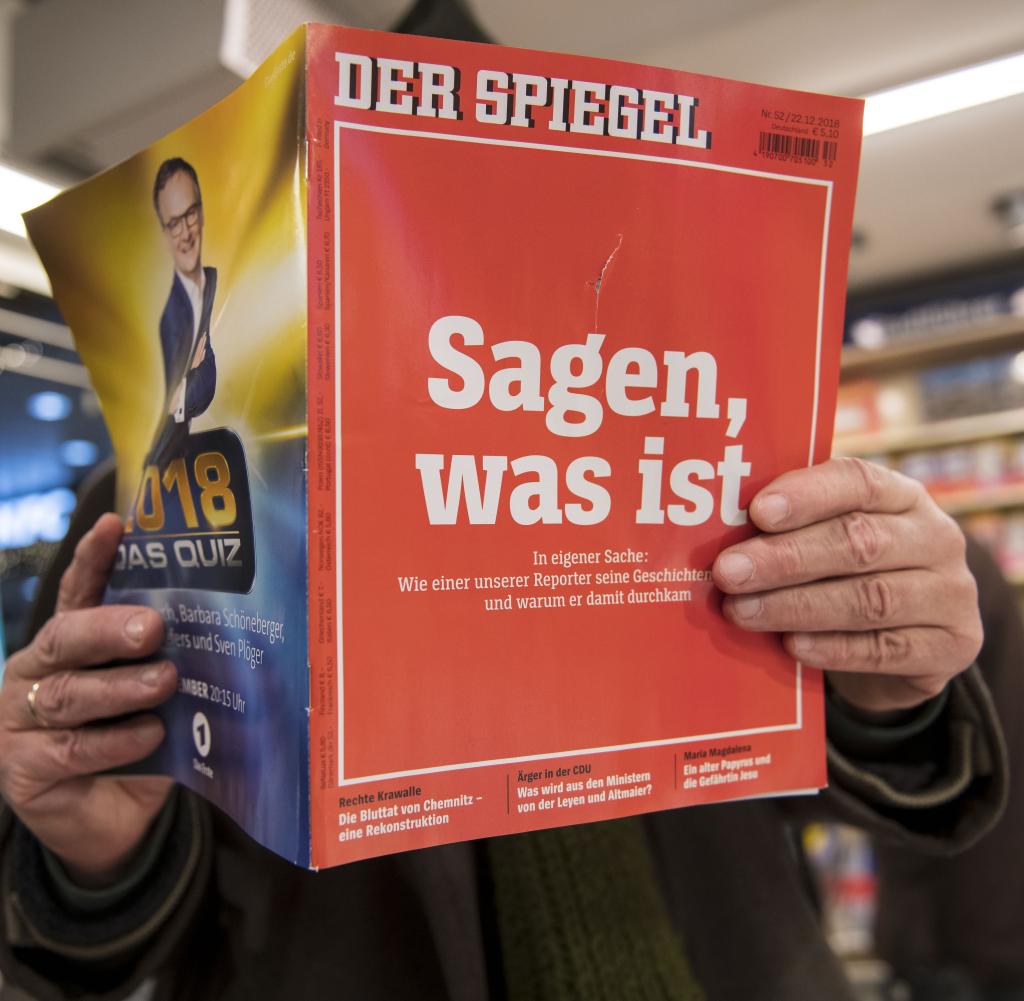 DER SPIEGEL
Nr. 52/22.12.2018
Deutschland € 5,10
Sagen,
was ist
In eigener Sache:
Wie einer unserer Reporter seine Geschichten
und warum er damit durchkam
Rechte Krawalle
Die Bluttat von Chemnitz –
eine Rekonstruktion
Ärger in der CDU
Was wird aus den Ministern
von der Leyen und Altmaier?
Maria Magdalena
Ein alter Papyrus und
die Gefährtin Jesu
018
DAS QUIZ
Barbara Schöneberger,
und Sven Plöger
EMBER 20:15 Uhr
1
Das Erste